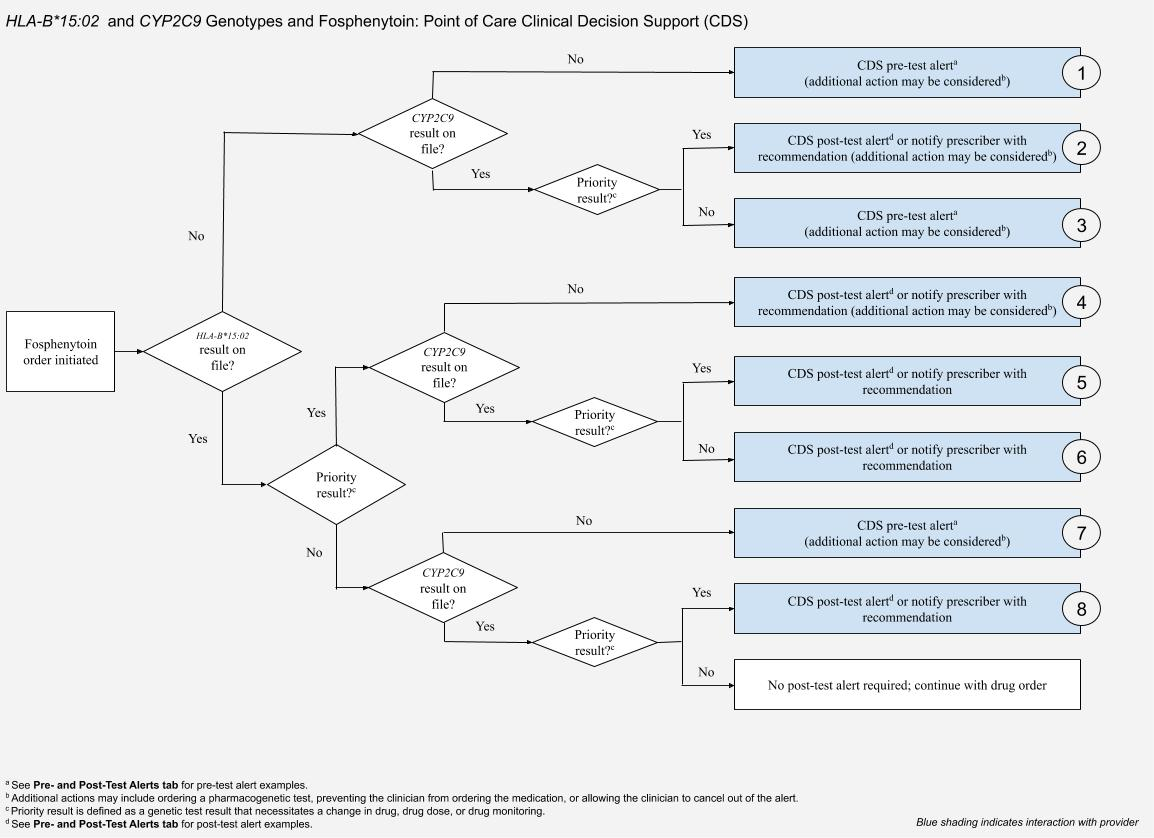 HLA-B*15:02 and CYP2C9 Genotypes and Fosphenytoin: Point of Care Clinical Decision Support (CDS)
Fosphenytoin
order initiated
HLA-B*15:02
result on
file?
No
Yes
CYP2C9
result on
file?
No
Yes
Priority
result?c
Yes
No
CDS pre-test alerta
(additional action may be consideredb)
1
CDS post-test alertd or notify prescriber with
recommendation (additional action may be consideredb)
2
CDS pre-test alerta
(additional action may be consideredb)
3
Priority
result?c
Yes
No
CYP2C9
result on
file?
No
Yes
Priority
result?c
Yes
No
CDS post-test alertd or notify prescriber with
recommendation (additional action may be consideredb)
4
CDS post-test alertd or notify prescriber with
recommendation
5
CDS post-test alertd or notify prescriber with
recommendation
6
CYP2C9
result on
file?
No
Yes
Priority
result?c
Yes
No
CDS pre-test alerta
(additional action may be consideredb)
7
CDS post-test alertd or notify prescriber with
recommendation
8
No post-test alert required; continue with drug order
a See Pre- and Post-Test Alerts tab for pre-test alert examples.
b Additional actions may include ordering a pharmacogenetic test, preventing the clinician from ordering the medication, or allowing the clinician to cancel out of the alert.
c Priority result is defined as a genetic test result that necessitates a change in drug, drug dose, or drug monitoring.
d See Pre- and Post-Test Alerts tab for post-test alert examples.
Blue shading indicates interaction with provider